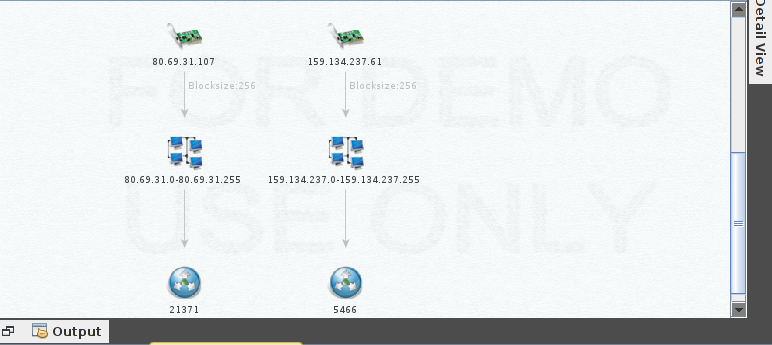 80.69.31.107
159.134.237.61
Blocksize:256
Blocksize:256
FOR DEMO
80.69.31.0-80.69.31.255
159.134.237.0-159.134.237.255
USE ONLY
21371
5466
Detail View
Output